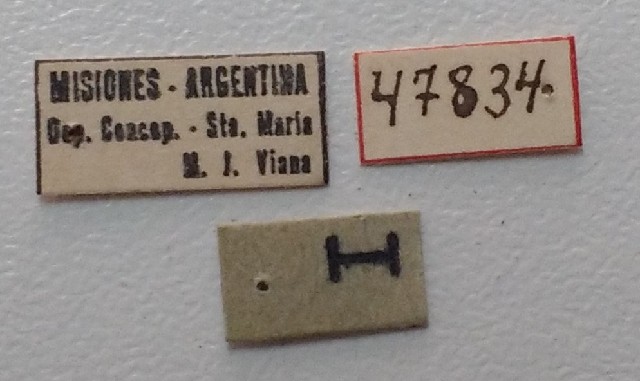 MISIONES - ARGENTINA
Dep. Concep. - Sta. Maria
M. J. Viana
47834.
I